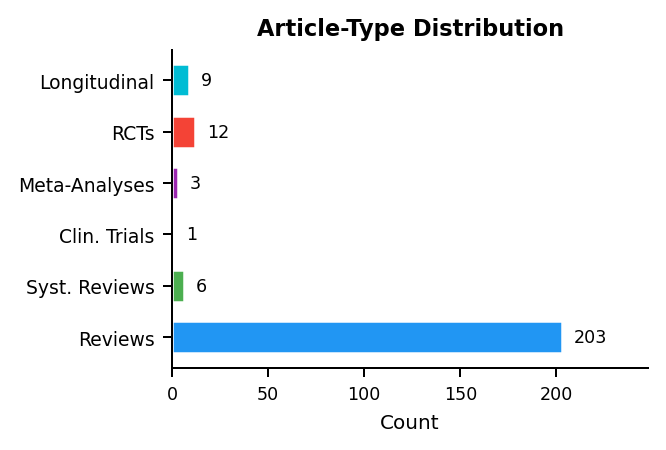 Article-Type Distribution
Longitudinal 9
RCTs 12
Meta-Analyses 3
Clin. Trials 1
Syst. Reviews 6
Reviews 203
0 50 100 150 200
Count